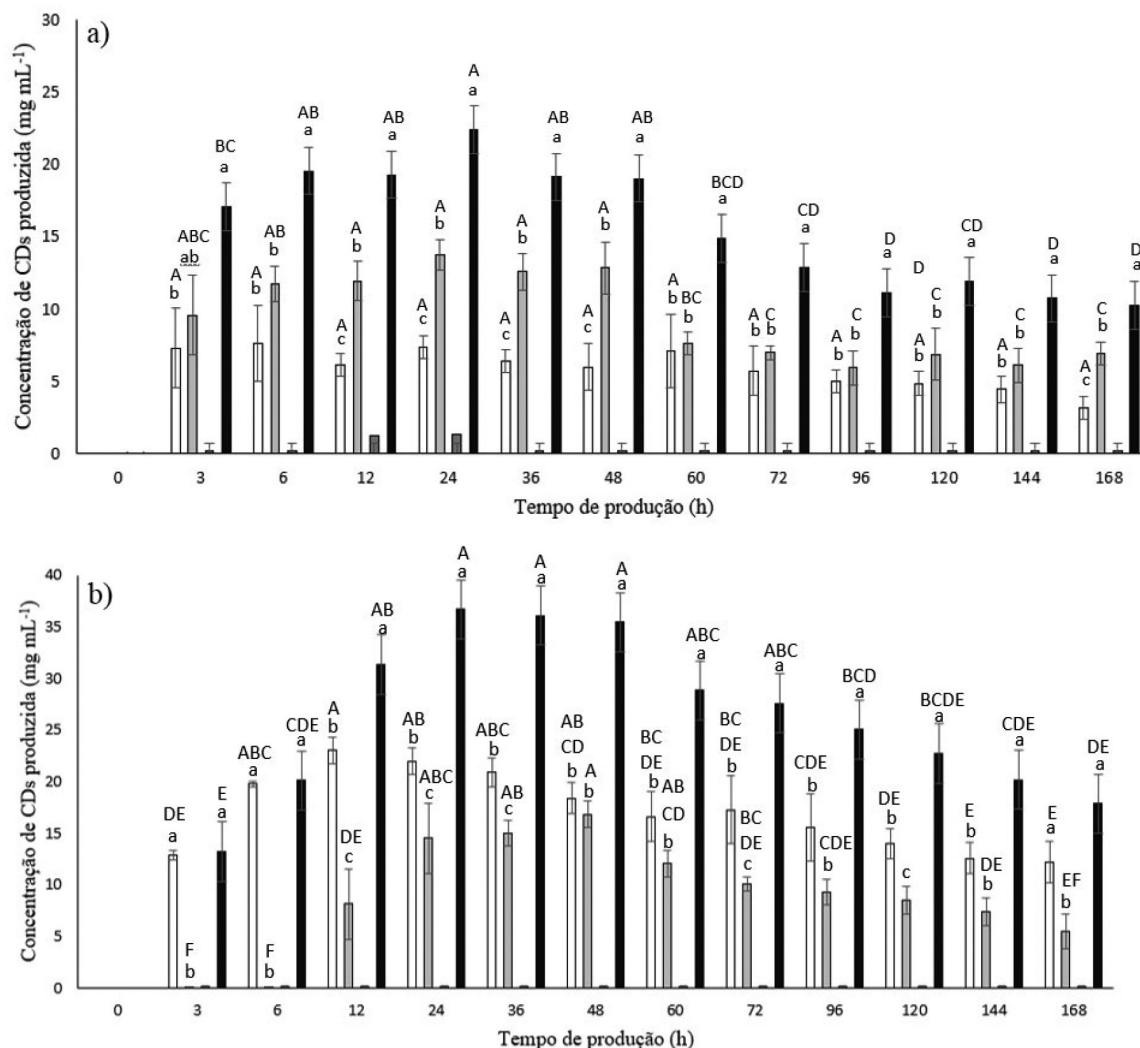 a)
Concentração de CDs produzida (mg mL-1)
30
25
20
15
10
5
0
A
b
ABC
ab
BC
a
A
b
AB
b
AB
a
A
c
A
b
AB
a
A
c
A
b
A
a
A
c
A
b
AB
a
A
c
A
b
AB
a
A
b
BC
b
BCD
a
A
b
C
b
CD
a
A
b
C
b
D
a
D
A
b
C
b
CD
a
A
b
C
b
D
a
A
c
C
b
D
a
0 3 6 12 24 36 48 60 72 96 120 144 168
Tempo de produção (h)
b)
Concentração de CDs produzida (mg mL-1)
40
35
30
25
20
15
10
5
0
DE
a
F
b
E
a
ABC
a
F
b
CDE
a
A
b
DE
c
AB
a
AB
b
ABC
c
A
a
ABC
b
AB
c
A
a
AB
CD
b
A
b
A
a
BC
DE
b
AB
CD
b
ABC
a
BC
DE
b
BC
DE
c
ABC
a
CDE
b
CDE
b
BCD
a
DE
b
c
BCDE
a
E
b
DE
b
CDE
a
E
a
EF
b
DE
a
0 3 6 12 24 36 48 60 72 96 120 144 168
Tempo de produção (h)